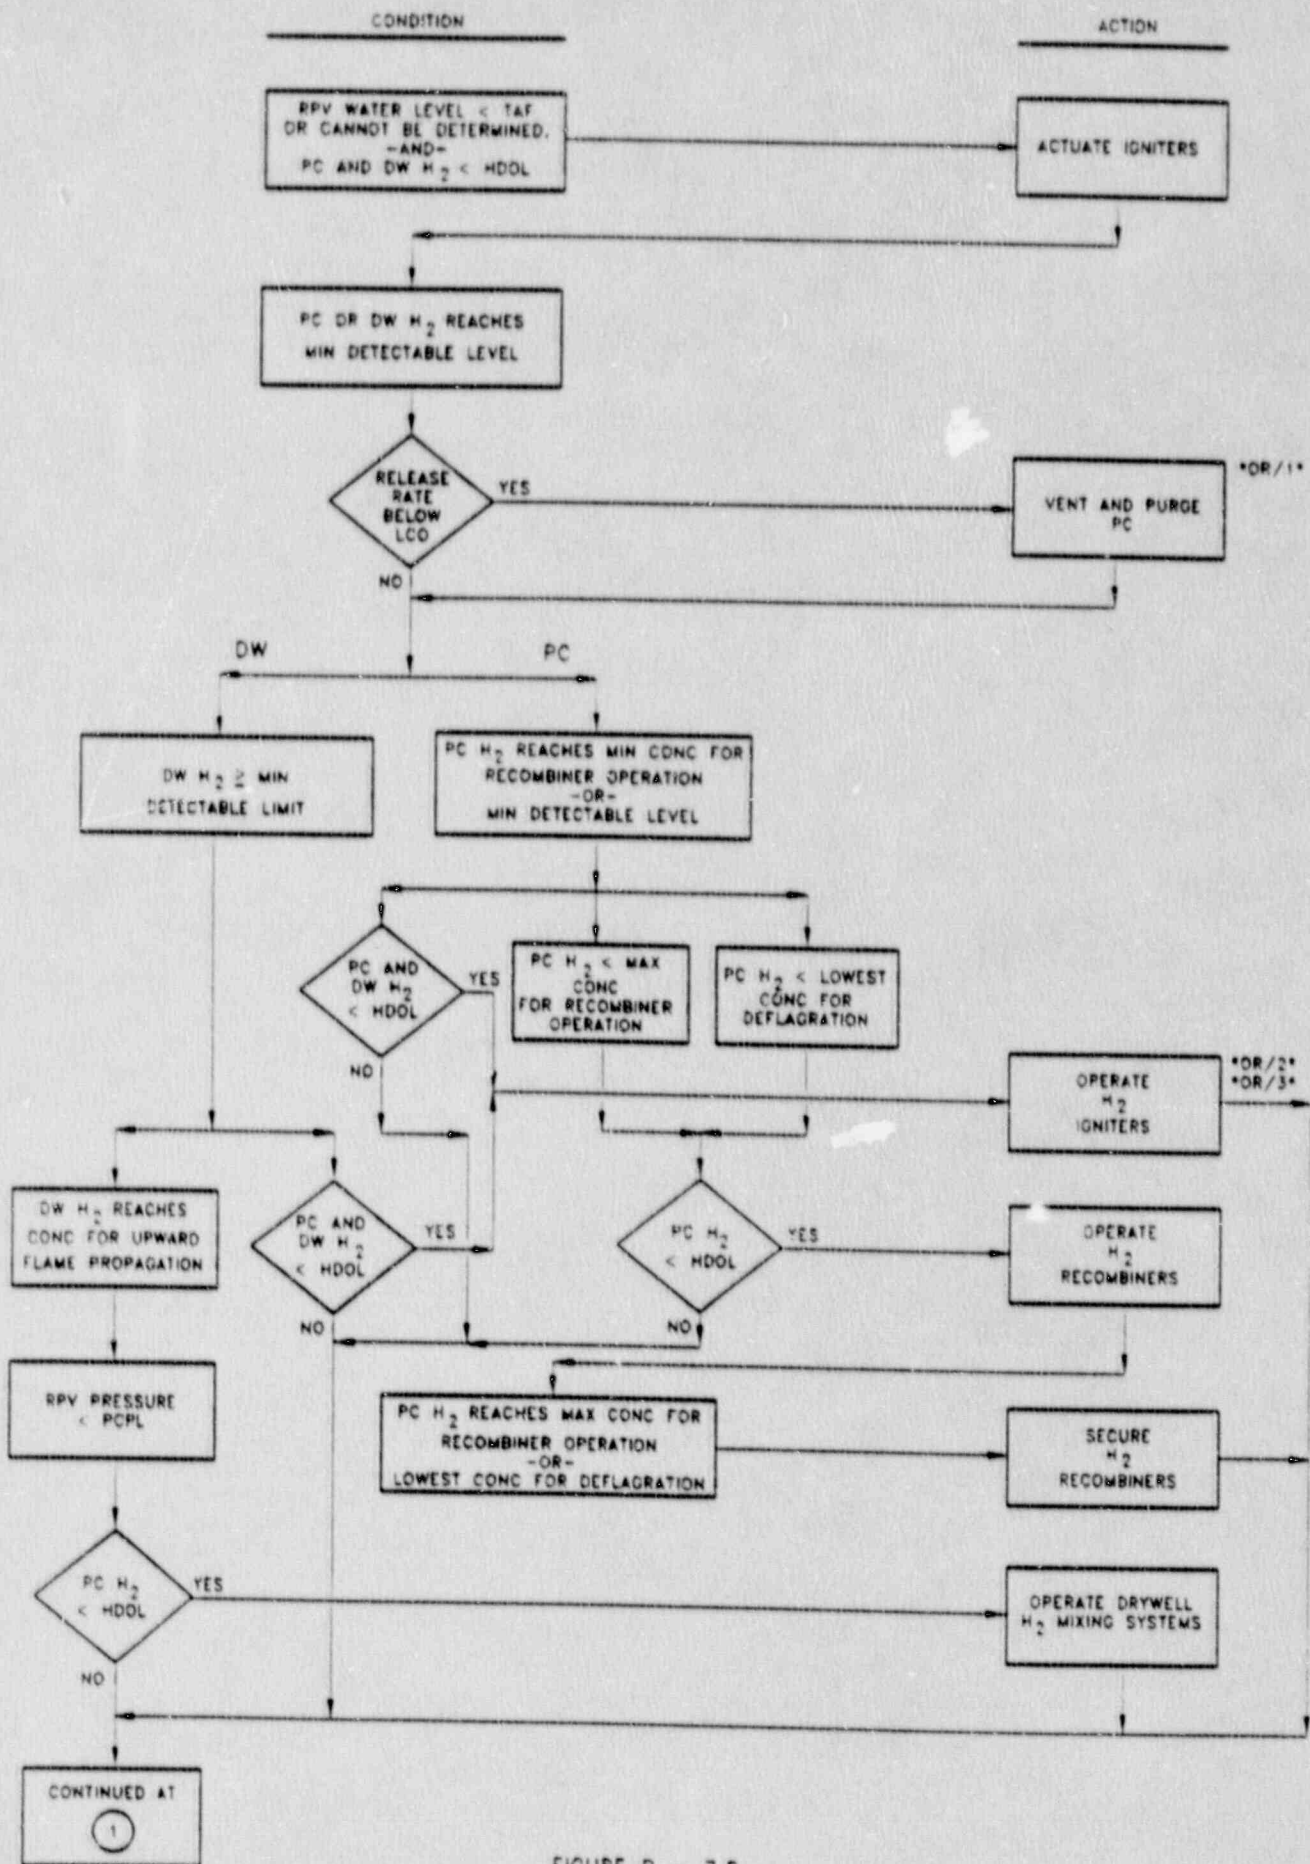 CONDITION
ACTION
RPV WATER LEVEL < TAF
OR CANNOT BE DETERMINED.
-AND-
PC AND DW H2 < HDOL
ACTUATE IGNITERS
PC OR DW H2 REACHES
MIN DETECTABLE LEVEL
RELEASE
RATE
BELOW
LCO
YES
NO
VENT AND PURGE
PC
*OR/1*
DW
PC
DW H2 ≥ MIN
DETECTABLE LIMIT
PC H2 REACHES MIN CONC FOR
RECOMBINER OPERATION
-OR-
MIN DETECTABLE LEVEL
PC AND
DW H2
< HDOL
YES
NO
PC H2 < MAX
CONC
FOR RECOMBINER
OPERATION
PC H2 < LOWEST
CONC FOR
DEFLAGRATION
OPERATE
H2
IGNITERS
*OR/2*
*OR/3*
DW H2 REACHES
CONC FOR UPWARD
FLAME PROPAGATION
PC AND
DW H2
< HDOL
YES
NO
PC H2
< HDOL
YES
NO
OPERATE
H2
RECOMBINERS
RPV PRESSURE
< PCPL
PC H2 REACHES MAX CONC FOR
RECOMBINER OPERATION
-OR-
LOWEST CONC FOR DEFLAGRATION
SECURE
H2
RECOMBINERS
PC H2
< HDOL
YES
NO
OPERATE DRYWELL
H2 MIXING SYSTEMS
CONTINUED AT
1
FIGURE B